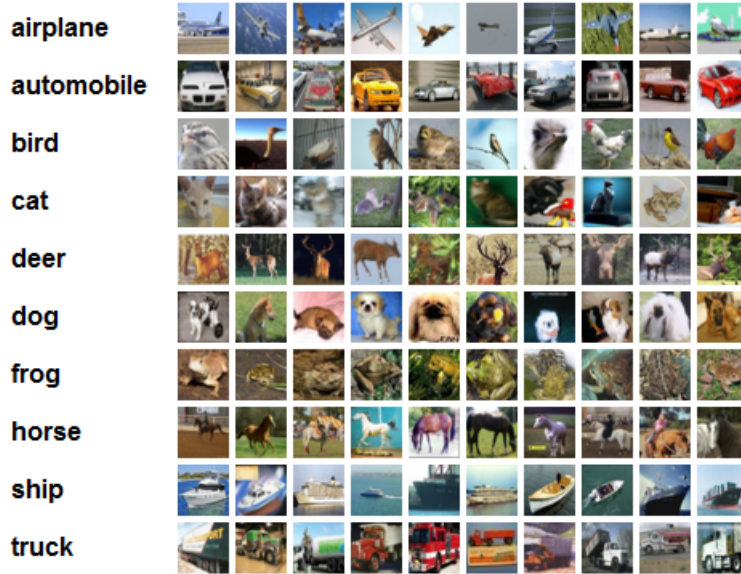 airplane
automobile
bird
cat
deer
dog
frog
horse
ship
truck